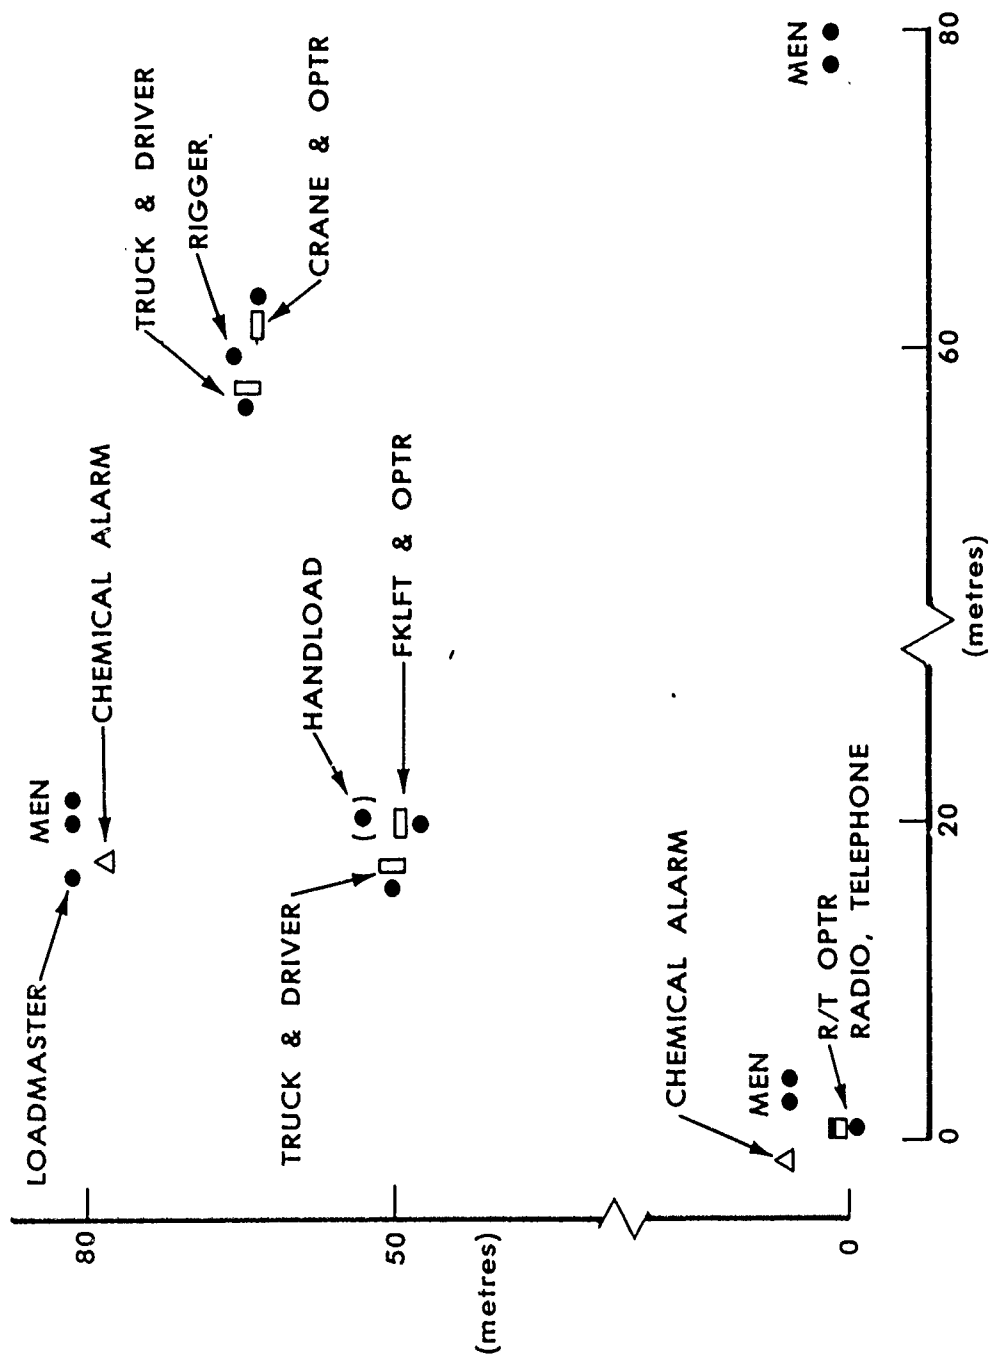 LOADMASTER
MEN
CHEMICAL ALARM
TRUCK & DRIVER
RIGGER.
CRANE & OPTR
HANDLOAD
FKLFT & OPTR
TRUCK & DRIVER
CHEMICAL ALARM
MEN
R/T OPTR
RADIO, TELEPHONE
MEN
80
50
(metres)
0
0
20
60
80
(metres)